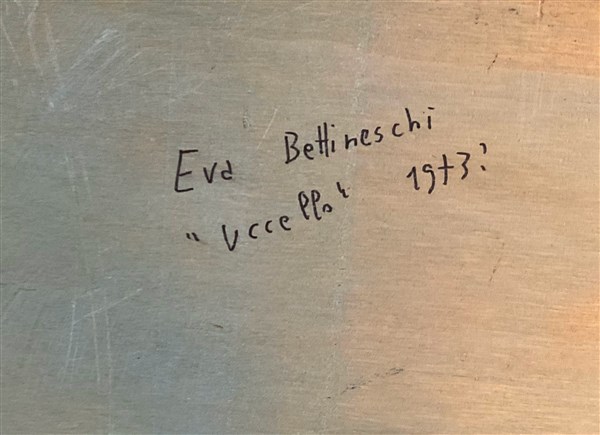 Eva Bettineschi
"Uccello" 1973?